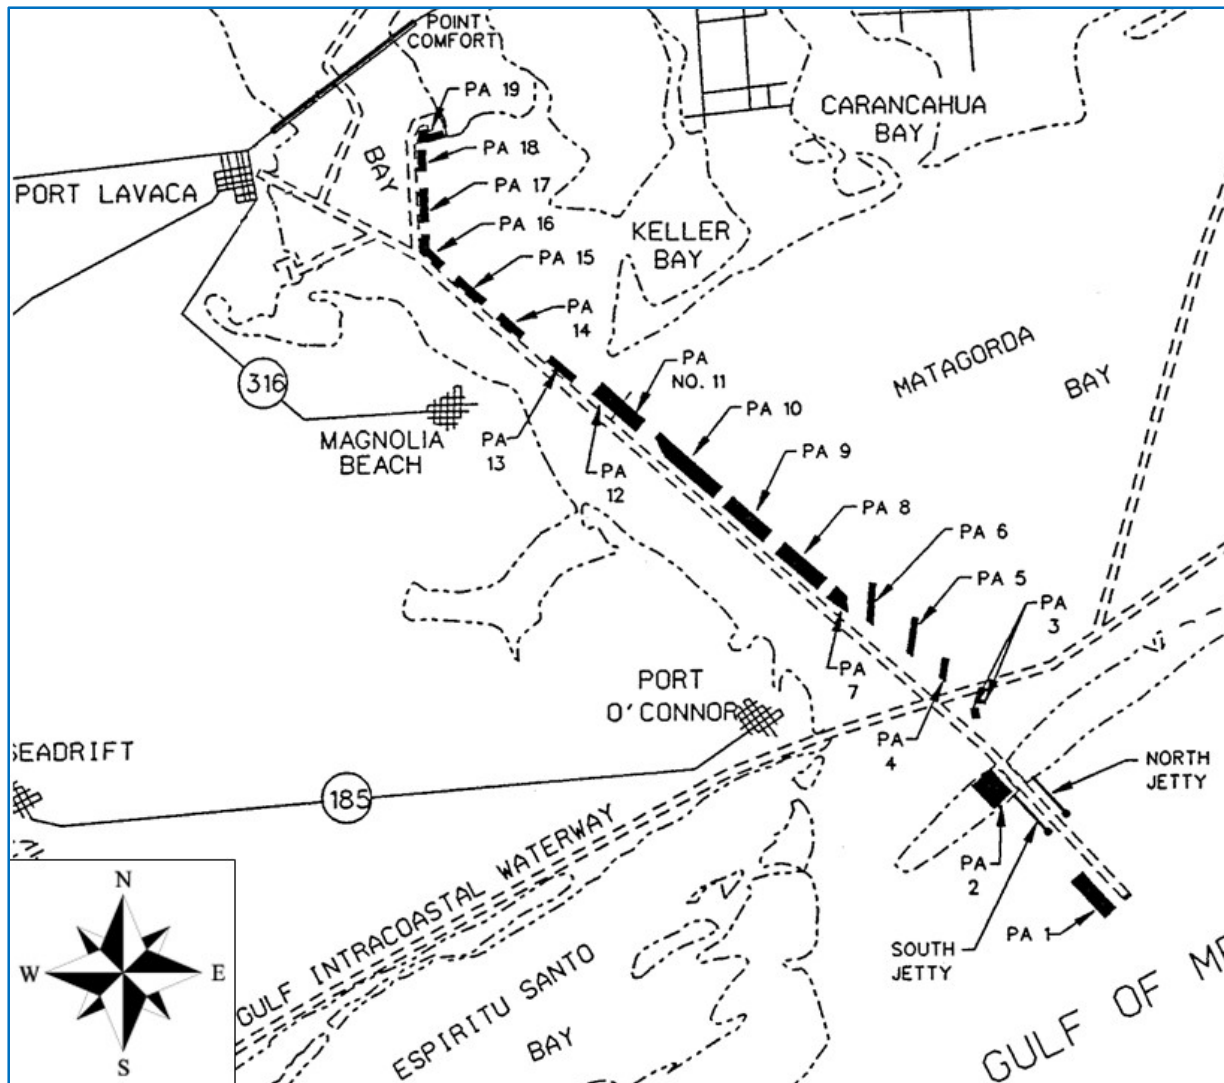 POINT
COMFORT
PA 19
CARANCAHUA
BAY
BAY
PA 18
PORT LAVACA
PA 17
PA 16
KELLER
BAY
PA 15
PA
14
MATAGORDA
BAY
316
PA
NO. 11
PA 10
MAGNOLIA
BEACH
PA
13
PA
12
PA 9
PA 8
PA 6
PA 5
PA
3
PORT
O'CONNOR
PA
7
PA
4
SEADRIFT
185
NORTH
JETTY
PA
2
PA 1
SOUTH
JETTY
GULF INTRACOASTAL WATERWAY
ESPIRITU SANTO
BAY
GULF OF
N
W
E
S